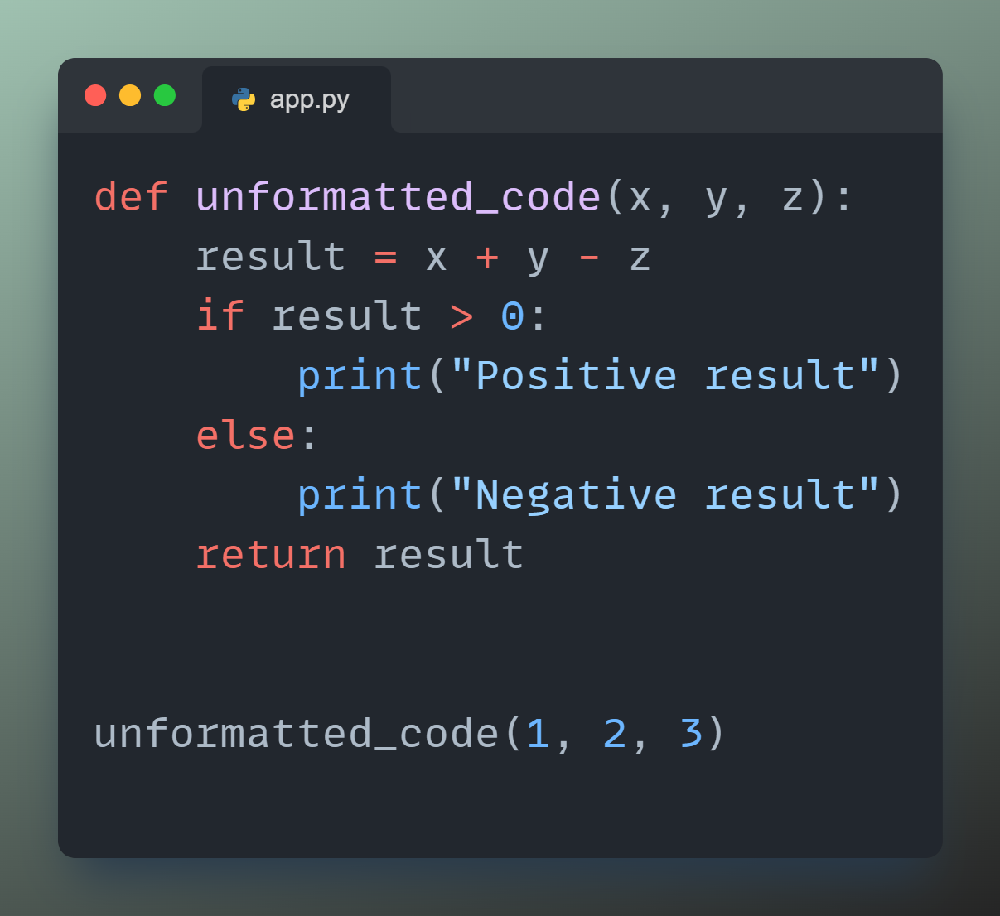 app.py
def unformatted_code(x, y, z):
    result = x + y - z
    if result > 0:
        print("Positive result")
    else:
        print("Negative result")
    return result
unformatted_code(1, 2, 3)